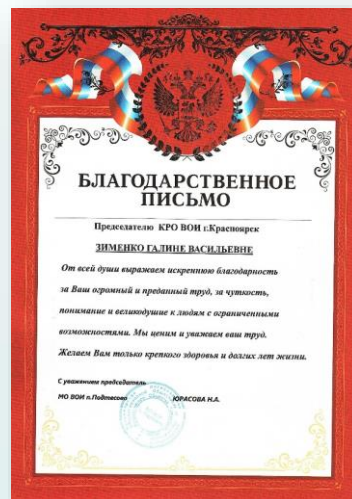 БЛАГОДАРСТВЕННОЕ
ПИСЬМО
Председателю КРО ВОИ г.Красноярск
ЗИМЕНКО ГАЛИНЕ ВАСИЛЬЕВНЕ
От всей души выражаем искреннюю благодарность
за Ваш огромный и преданный труд, за чуткость,
понимание и великодушие к людям с ограниченными
возможностями. Мы ценим и уважаем ваш труд.
Желаем Вам только крепкого здоровья и долгих лет жизни.
С уважением председатель
МО ВОИ п.Подтесово ЮРАСОВА Н.А.